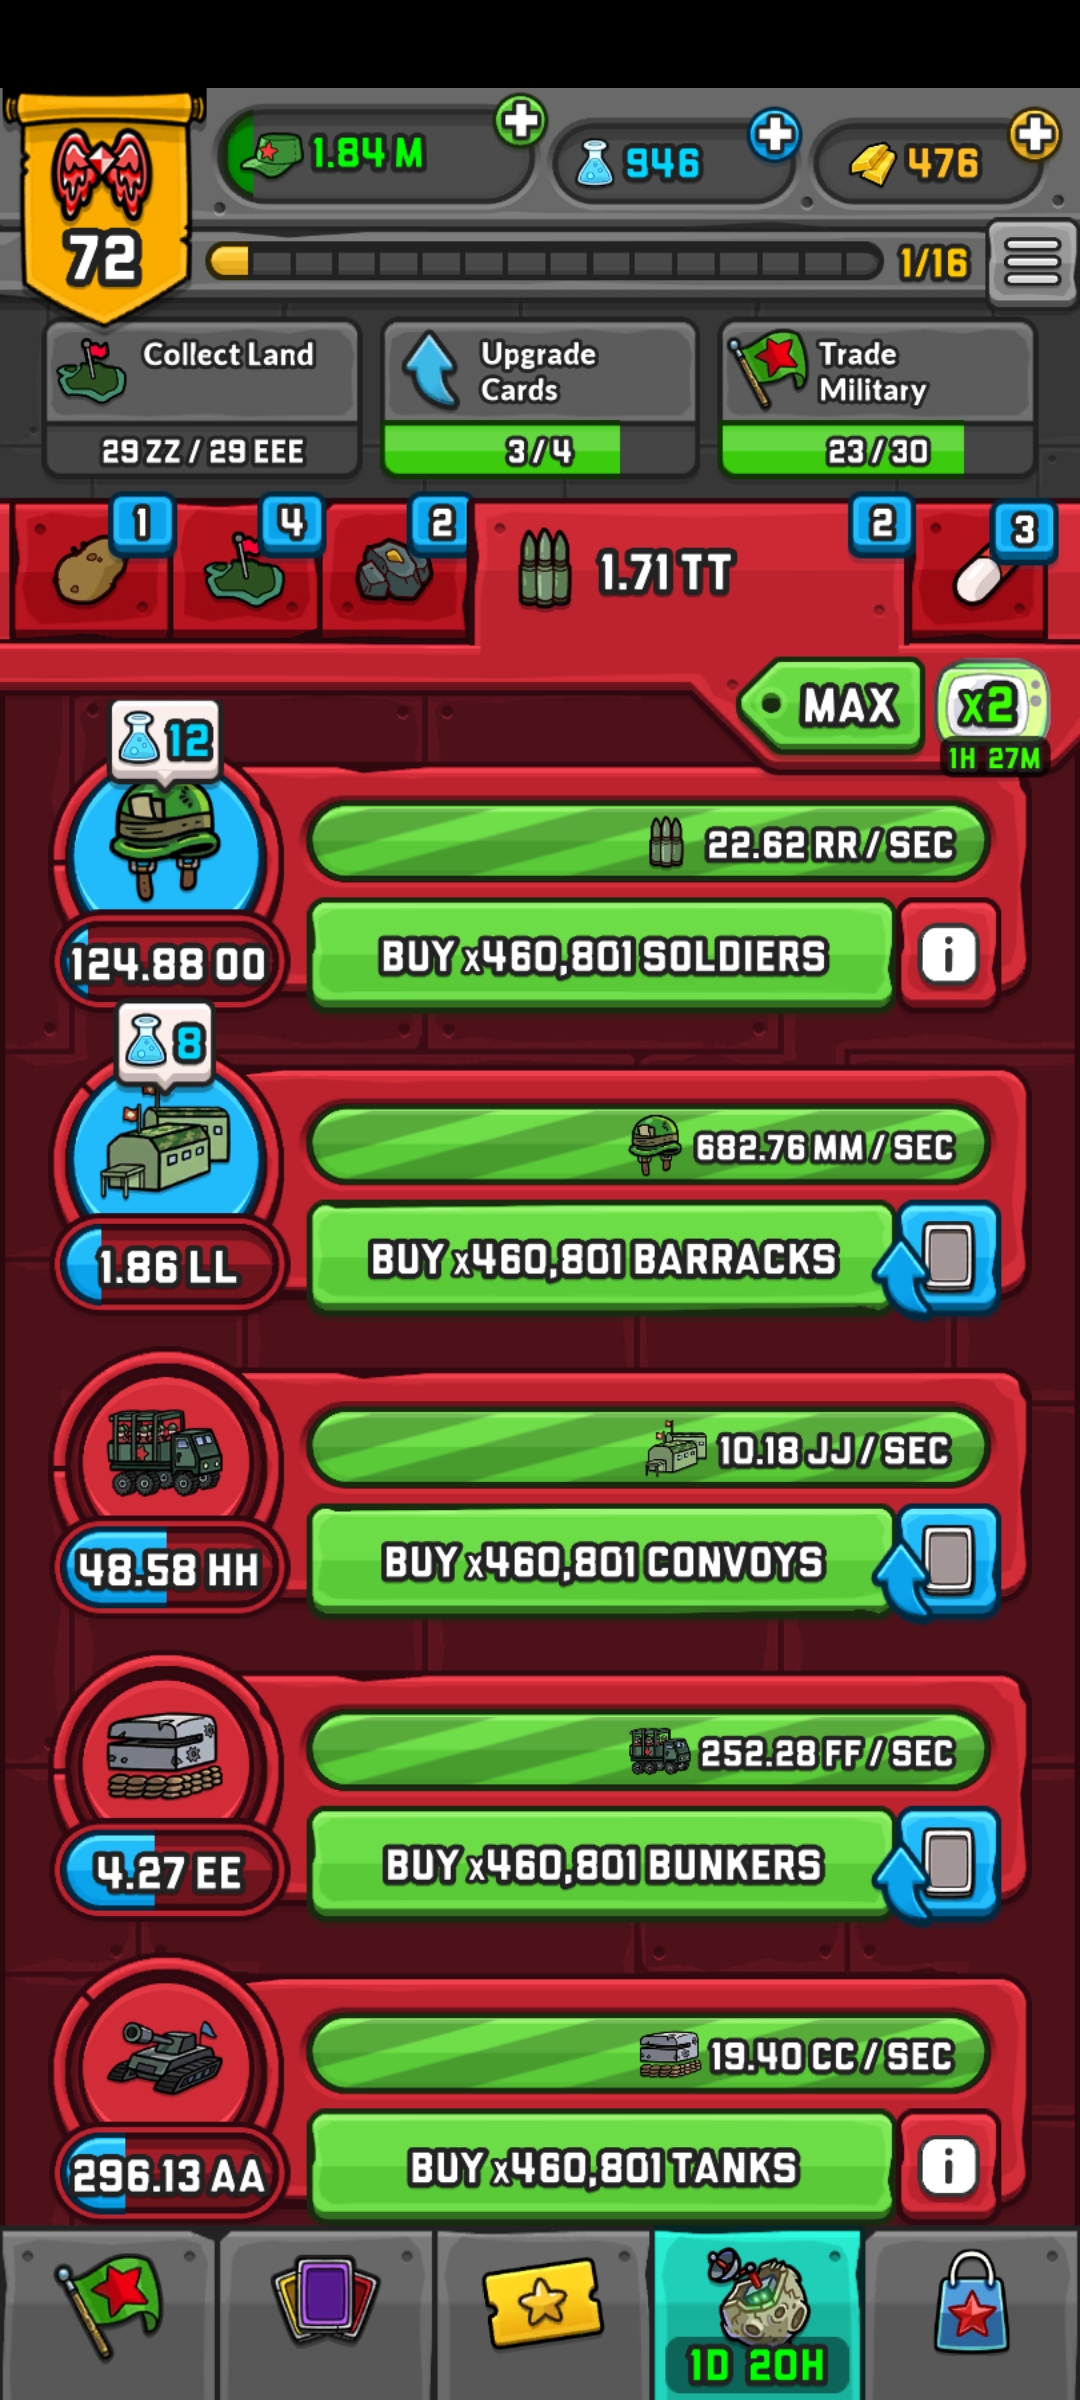 1.84 M
946
476
72
1/16
Collect Land
29 ZZ / 29 EEE
Upgrade
Cards
3/4
Trade
Military
23/30
1
4
2
1.71 TT
2
3
MAX
x2
1H 27M
12
22.62 RR/SEC
124.88 OO
BUY x460,801 SOLDIERS
i
8
682.76 MM/SEC
1.86 LL
BUY x460,801 BARRACKS
10.18 JJ/SEC
48.58 HH
BUY x460,801 CONVOYS
252.28 FF/SEC
4.27 EE
BUY x460,801 BUNKERS
19.40 CC/SEC
296.13 AA
BUY x460,801 TANKS
i
1D 20H